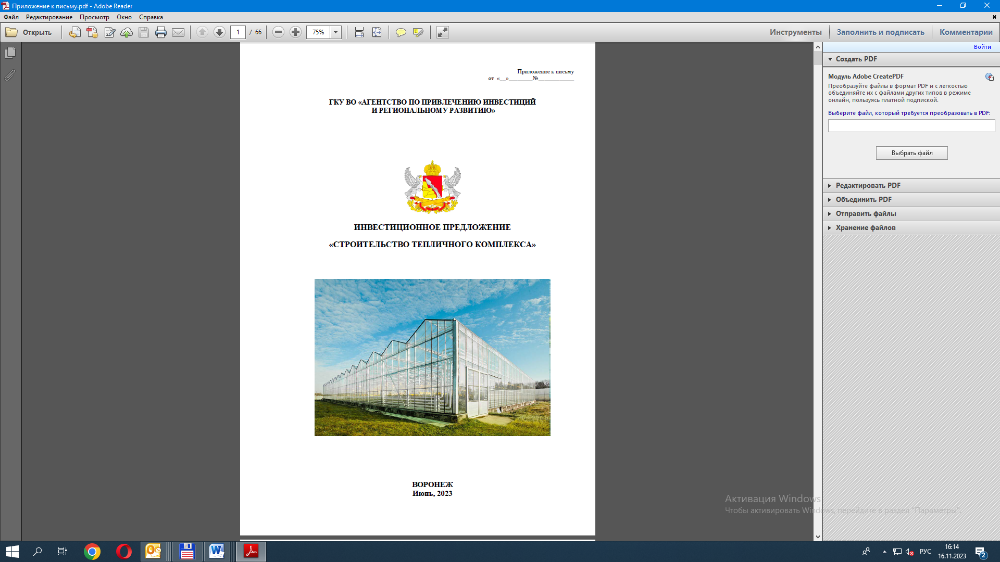 Приложение к письму.pdf - Adobe Reader
Файл Редактирование Просмотр Окно Справка
Открыть 1 / 66 75% Инструменты Заполнить и подписать Комментарии
Войти
Создать PDF
Модуль Adobe CreatePDF
Преобразуйте файлы в формат PDF и с легкостью
объединяйте их с файлами других типов в режиме
онлайн, пользуясь платной подпиской.
Выберите файл, который требуется преобразовать в PDF:
Выбрать файл
Редактировать PDF
Объединить PDF
Отправить файлы
Хранение файлов
Приложение к письму
от «__»________№____________
ГКУ ВО «АГЕНТСТВО ПО ПРИВЛЕЧЕНИЮ ИНВЕСТИЦИЙ
И РЕГИОНАЛЬНОМУ РАЗВИТИЮ»
ИНВЕСТИЦИОННОЕ ПРЕДЛОЖЕНИЕ
«СТРОИТЕЛЬСТВО ТЕПЛИЧНОГО КОМПЛЕКСА»
ВОРОНЕЖ
Июнь, 2023
Активация Windows
Чтобы активировать Windows, перейдите в раздел "Параметры".
РУС
16:14
16.11.2023
2